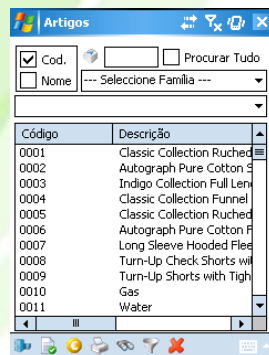 Artigos
Cod.
Procurar Tudo
Nome
--- Seleccione Família ---
Código Descrição
0001 Classic Collection Ruched
0002 Autograph Pure Cotton S
0003 Indigo Collection Full Len
0004 Classic Collection Funnel
0005 Classic Collection Ruched
0006 Autograph Pure Cotton F
0007 Long Sleeve Hooded Flee
0008 Turn-Up Check Shorts wi
0009 Turn-Up Shorts with Tigh
0010 Gas
0011 Water